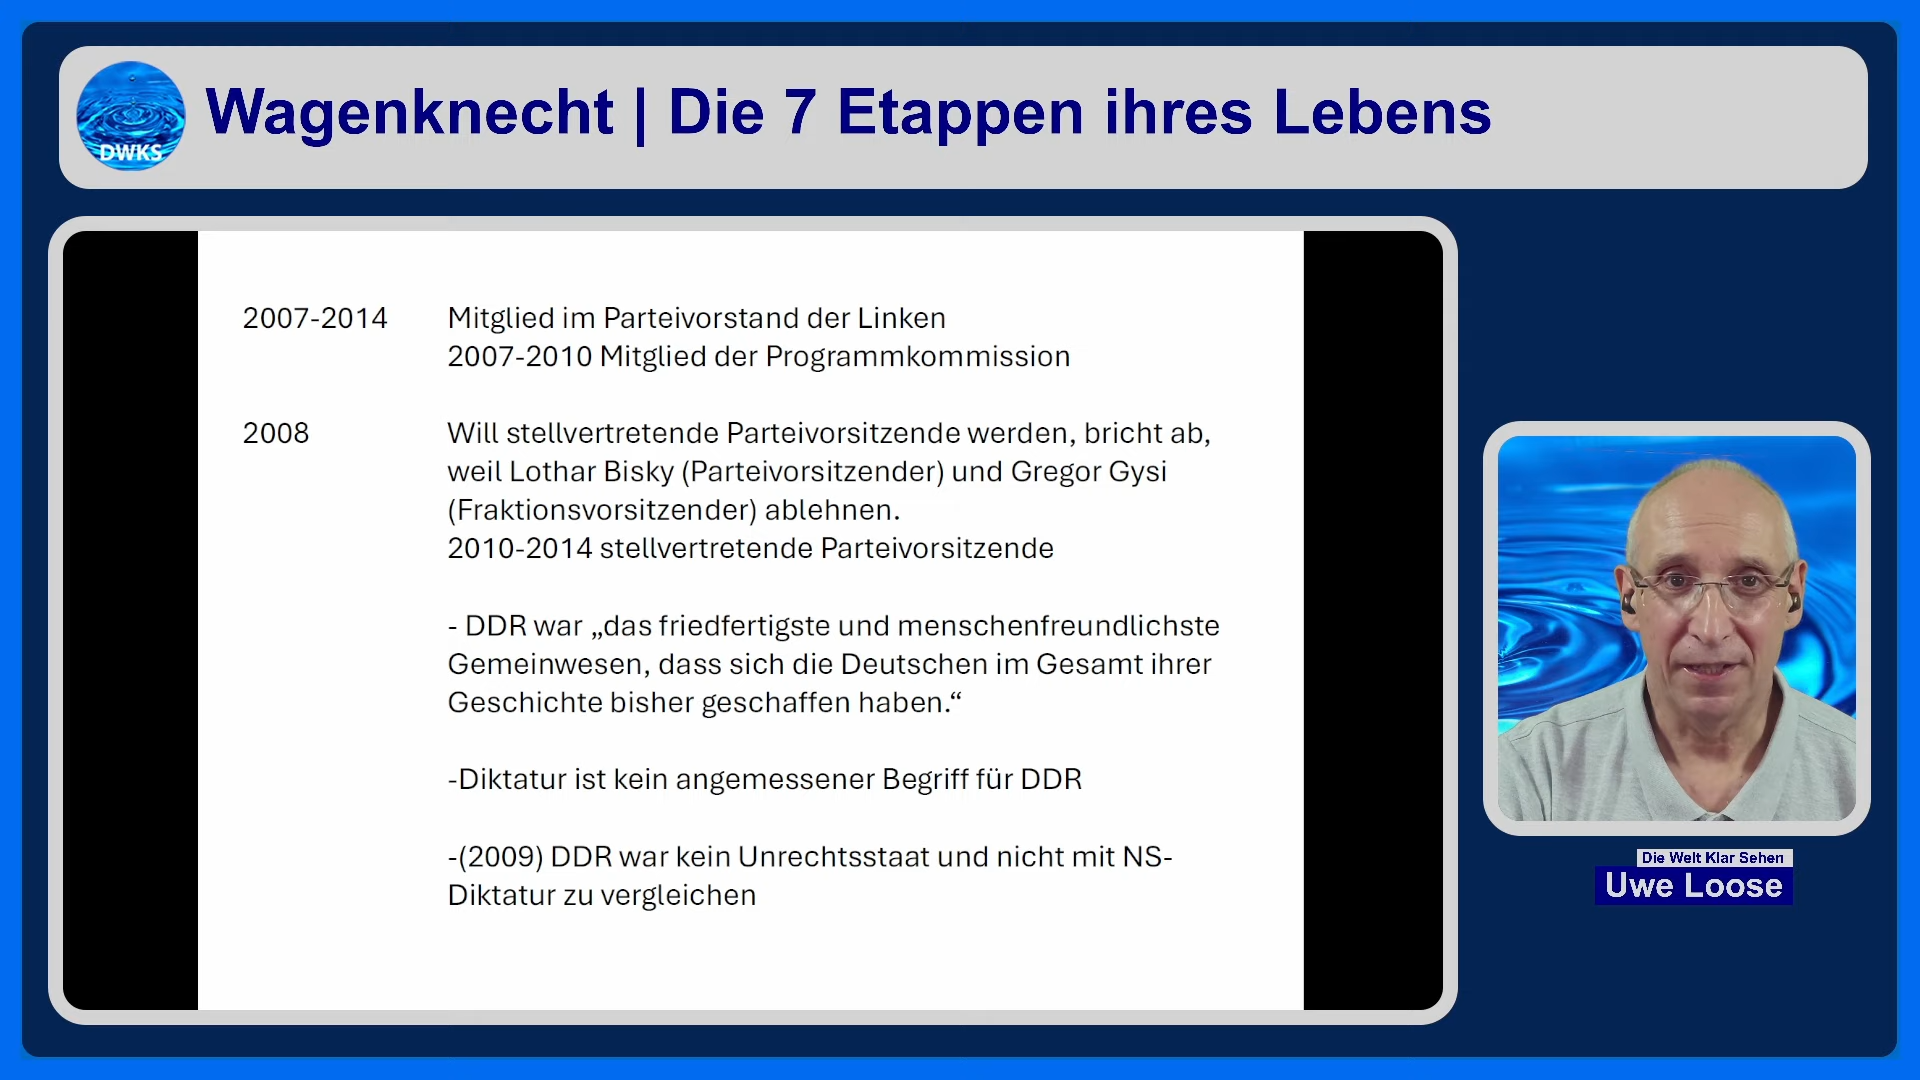 DWKS
Wagenknecht | Die 7 Etappen ihres Lebens
2007-2014 Mitglied im Parteivorstand der Linken
2007-2010 Mitglied der Programmkommission
2008 Will stellvertretende Parteivorsitzende werden, bricht ab,
weil Lothar Bisky (Parteivorsitzender) und Gregor Gysi
(Fraktionsvorsitzender) ablehnen.
2010-2014 stellvertretende Parteivorsitzende
- DDR war „das friedfertigste und menschenfreundlichste
Gemeinwesen, dass sich die Deutschen im Gesamt ihrer
Geschichte bisher geschaffen haben.“
-Diktatur ist kein angemessener Begriff für DDR
-(2009) DDR war kein Unrechtsstaat und nicht mit NS-
Diktatur zu vergleichen
Die Welt Klar Sehen
Uwe Loose